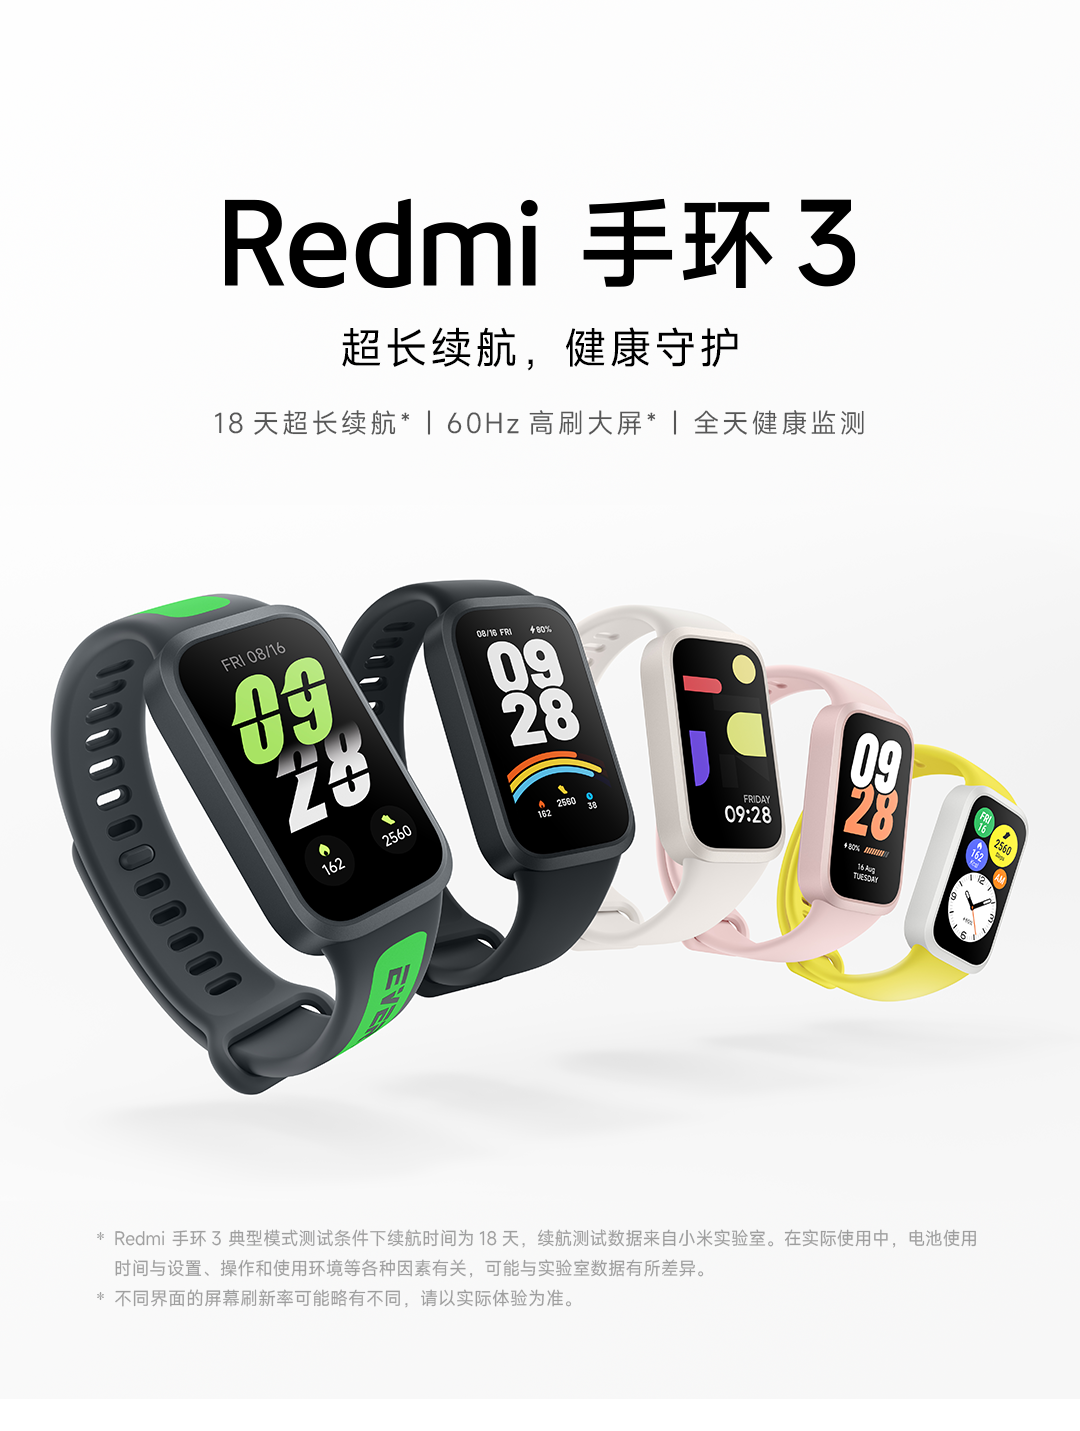 Redmi 手环 3
超长续航，健康守护
18 天超长续航* | 60Hz 高刷大屏* | 全天健康监测
FRI 08/16
09
28
162
2560
EVER
08/16 FRI
80%
09
28
162
2560
38
FRIDAY
09:28
09
28
80%
16 Aug
TUESDAY
FRI
16
2560
Steps
162
Kcal
AM
12
3
6
9
* Redmi 手环 3 典型模式测试条件下续航时间为 18 天，续航测试数据来自小米实验室。在实际使用中，电池使用
时间与设置、操作和使用环境等各种因素有关，可能与实验室数据有所差异。
* 不同界面的屏幕刷新率可能略有不同，请以实际体验为准。